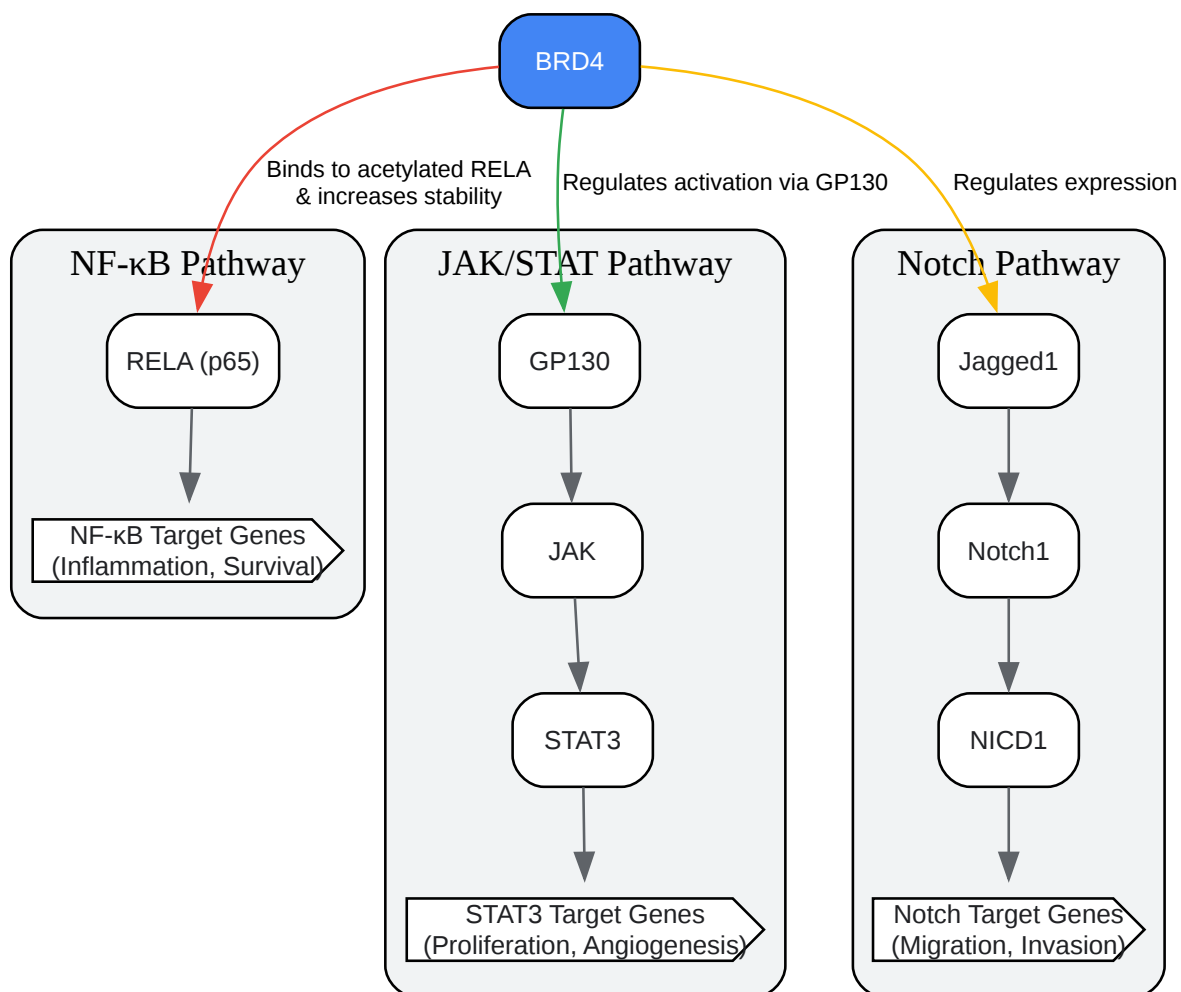 BRD4
Binds to acetylated RELA
& increases stability
Regulates activation via GP130
Regulates expression
NF-κB Pathway
RELA (p65)
NF-κB Target Genes
(Inflammation, Survival)
JAK/STAT Pathway
GP130
JAK
STAT3
STAT3 Target Genes
(Proliferation, Angiogenesis)
Notch Pathway
Jagged1
Notch1
NICD1
Notch Target Genes
(Migration, Invasion)